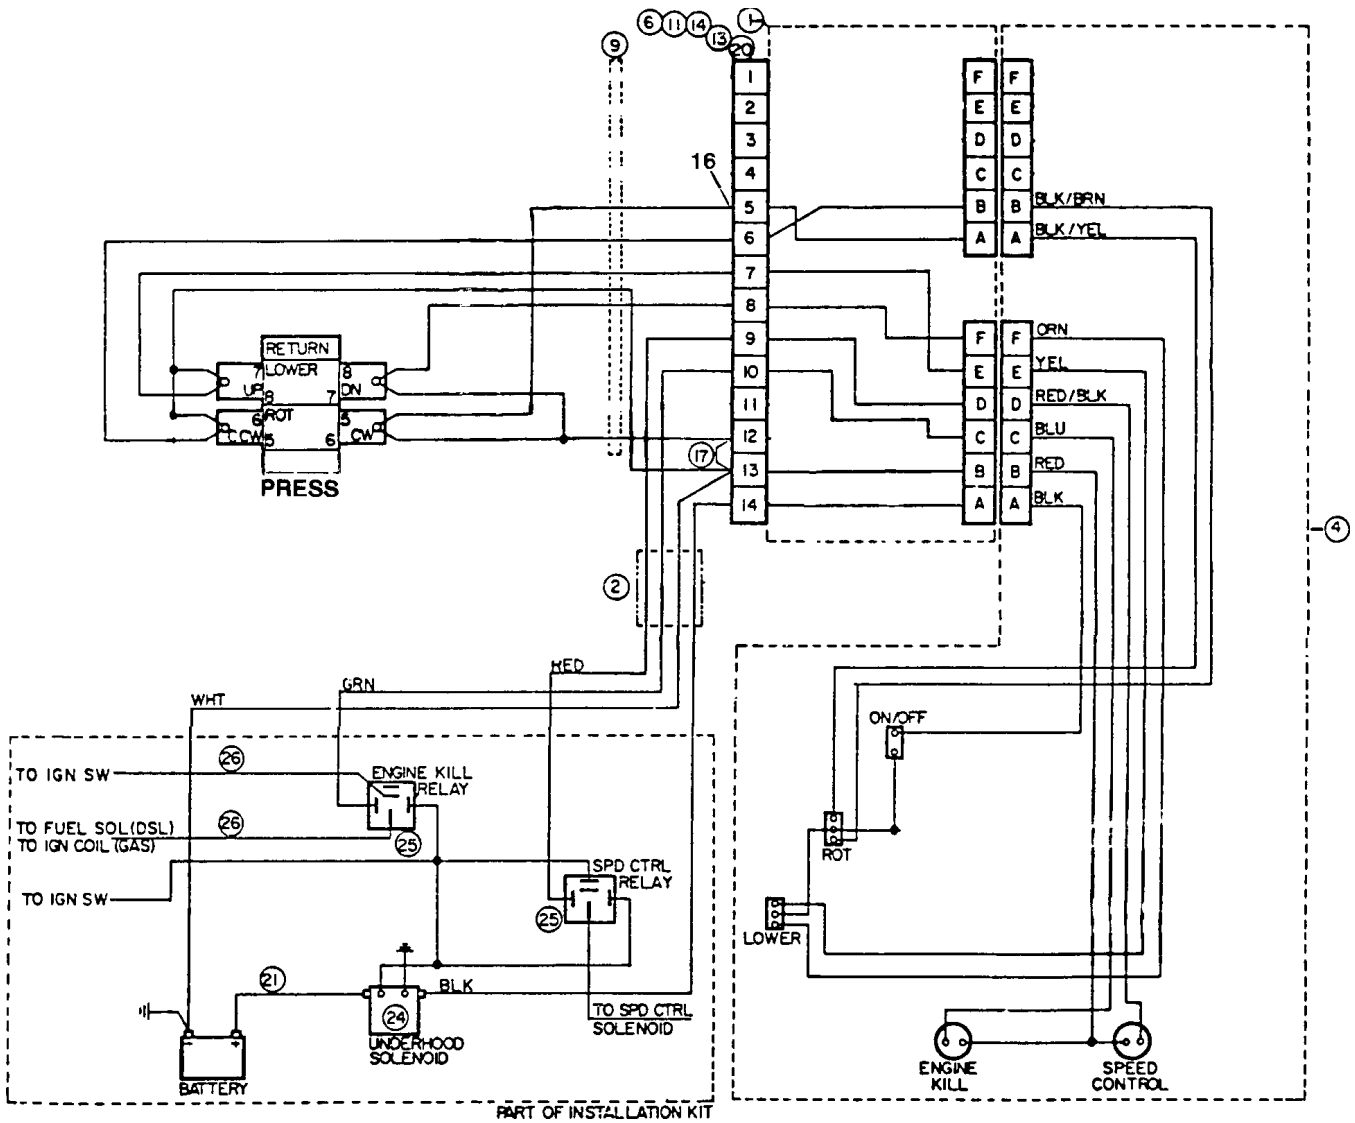 6 11 14 13 20 1
9
1 F F
2 E E
3 D D
16
4 C C
5 B B BLK/BRN
6 A A BLK/YEL
7
8
9 F F ORN
10 E E YEL
11 D D RED/BLK
12 C C BLU
17
13 B B RED
14 A A BLK
RETURN
7 LOWER 8
UP 8 7 DN
6 ROT 5
CCW 5 6 CW
PRESS
4
2
RED
GRN
WHT
ON/OFF
26
TO IGN SW
ENGINE KILL
RELAY
26
TO FUEL SOL(DSL)
TO IGN COIL (GAS)
25
ROT
SPD CTRL
RELAY
TO IGN SW
25
LOWER
21
BLK
TO SPD CTRL
SOLENOID
24
UNDERHOOD
SOLENOID
- +
BATTERY
ENGINE
KILL
SPEED
CONTROL
PART OF INSTALLATION KIT